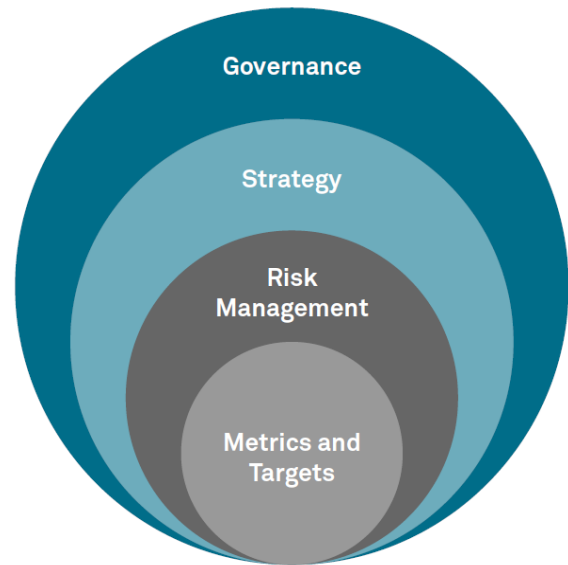 Governance
Strategy
Risk
Management
Metrics and
Targets